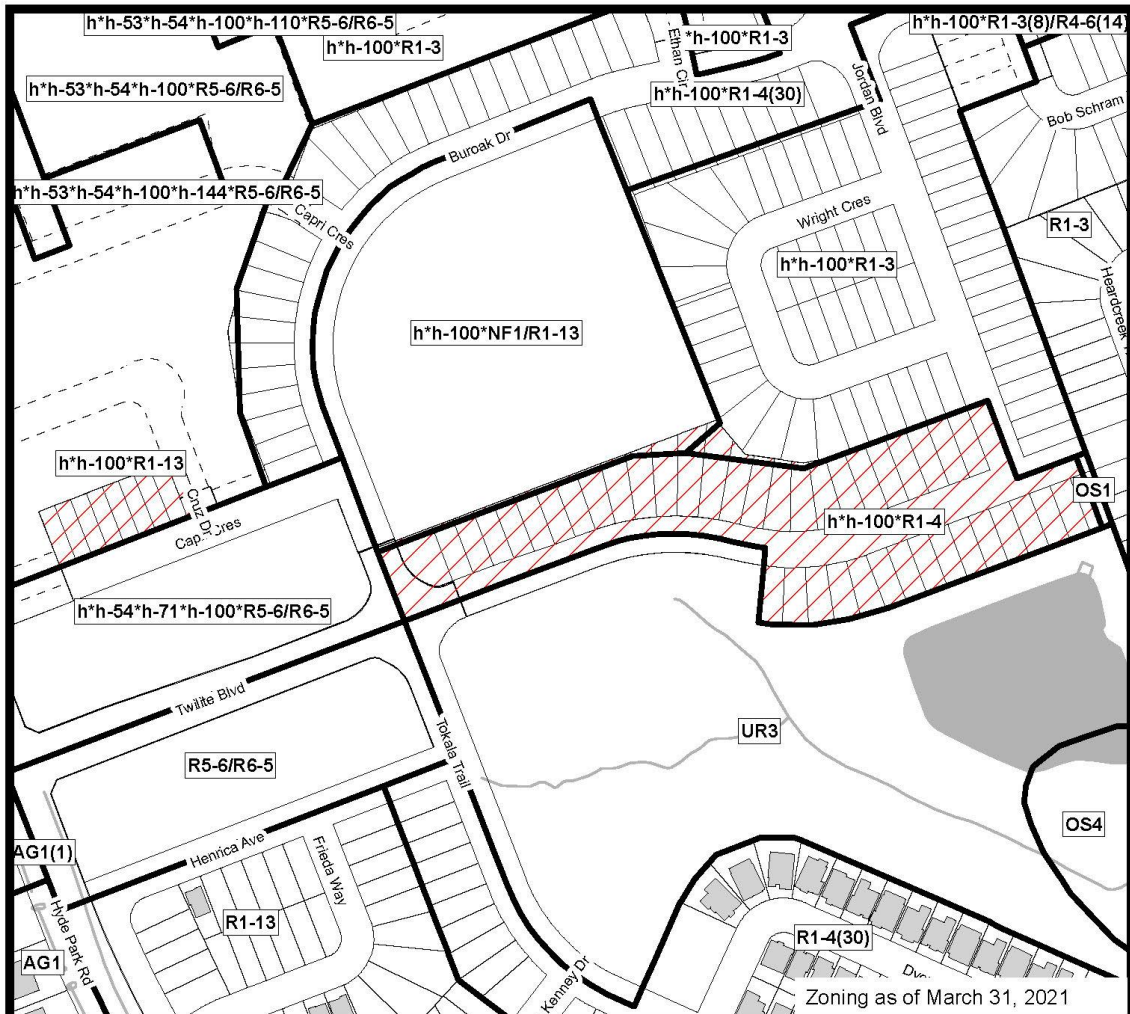 h*h-53*h-54*h-100*h-110*R5-6/R6-5
h*h-100*R1-3
*h-100*R1-3
h*h-100*R1-3(8)/R4-6(14)
Ethan Cir
Jordan Blvd
h*h-53*h-54*h-100*R5-6/R6-5
h*h-100*R1-4(30)
Bob Schram
Buroak Dr
h*h-53*h-54*h-100*h-144*R5-6/R6-5
Capri Cres
Wright Cres
R1-3
h*h-100*R1-3
Heardcreek
h*h-100*NF1/R1-13
h*h-100*R1-13
Cruz Dr
Capri Cres
OS1
h*h-100*R1-4
h*h-54*h-71*h-100*R5-6/R6-5
Twilite Blvd
Tokala Trail
UR3
R5-6/R6-5
OS4
Henrica Ave
Frieda Way
AG1(1)
Hyde Park Rd
R1-13
R1-4(30)
AG1
Kenney Dr
Zoning as of March 31, 2021